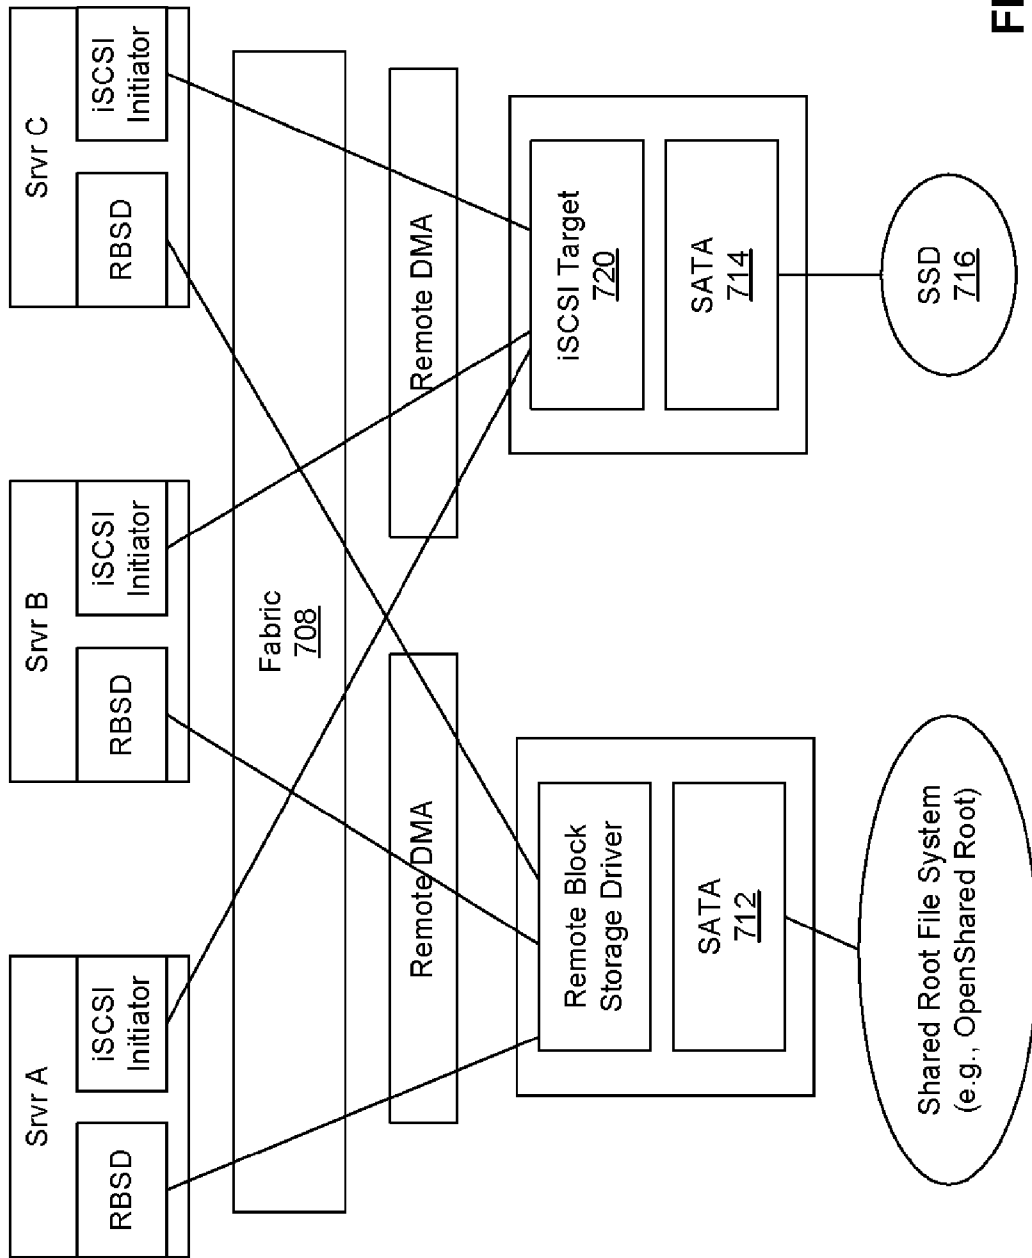 Srvr A
RBSD
iSCSI
Initiator
Srvr B
RBSD
iSCSI
Initiator
Srvr C
RBSD
iSCSI
Initiator
Fabric
708
Remote DMA
Remote DMA
Remote Block
Storage Driver
SATA
712
iSCSI Target
720
SATA
714
Shared Root File System
(e.g., OpenShared Root)
SSD
716